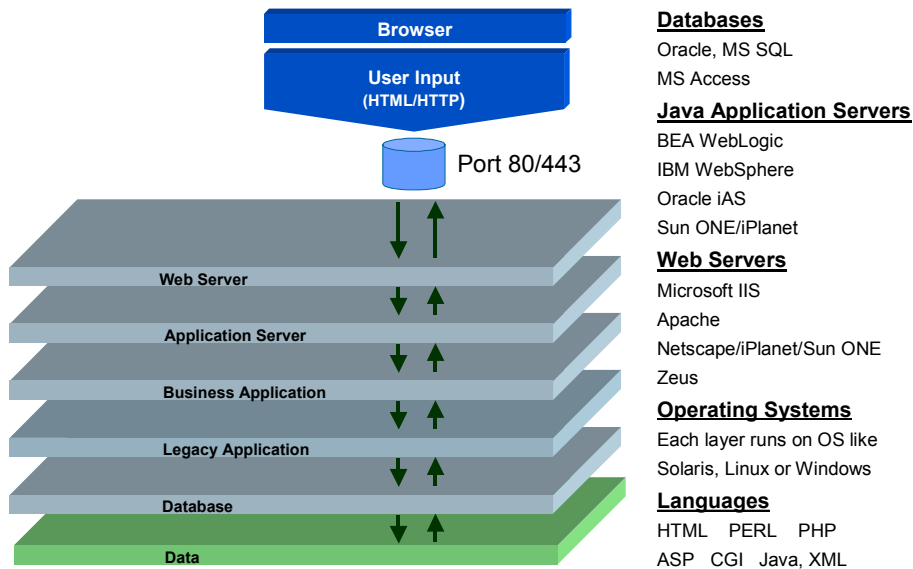 Browser
User Input
(HTML/HTTP)
Port 80/443
Web Server
Application Server
Business Application
Legacy Application
Database
Data
Databases
Oracle, MS SQL
MS Access
Java Application Servers
BEA WebLogic
IBM WebSphere
Oracle iAS
Sun ONE/iPlanet
Web Servers
Microsoft IIS
Apache
Netscape/iPlanet/Sun ONE
Zeus
Operating Systems
Each layer runs on OS like
Solaris, Linux or Windows
Languages
HTML PERL PHP
ASP CGI Java, XML